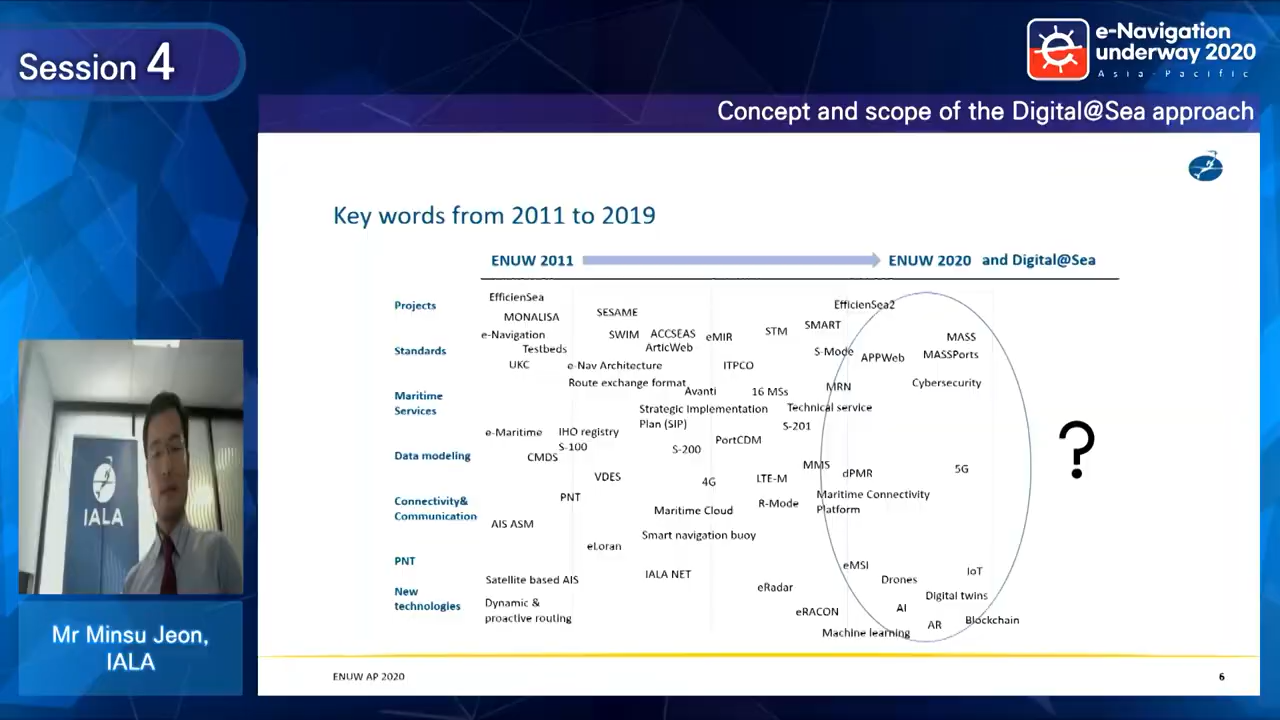 Session 4
e-Navigation
underway 2020
Asia-Pacific
Concept and scope of the Digital@Sea approach
Key words from 2011 to 2019
ENUW 2011 ENUW 2020 and Digital@Sea
Projects
EfficienSea
MONALISA
SESAME
EfficienSea2
SMART
e-Navigation
SWIM
ACCSEAS
eMIR
STM
MASS
Standards
Testbeds
ArticWeb
S-Mode
APPWeb
MASSPorts
UKC
e-Nav Architecture
ITPCO
Route exchange format
Avanti
16 MSs
MRN
Cybersecurity
Maritime
Services
Strategic Implementation
Plan (SIP)
Technical service
S-201
e-Maritime
IHO registry
S-100
PortCDM
S-200
Data modeling
CMDS
VDES
4G
LTE-M
MMS
dPMR
5G
Connectivity&
Communication
PNT
Maritime Cloud
R-Mode
Maritime Connectivity
Platform
AIS ASM
Smart navigation buoy
eLoran
PNT
IALA NET
eMSI
IoT
Satellite based AIS
eRadar
Drones
New
technologies
Digital twins
Dynamic &
proactive routing
eRACON
AI
AR
Blockchain
Machine learning
?
IALA
Mr Minsu Jeon,
IALA
ENUW AP 2020
6